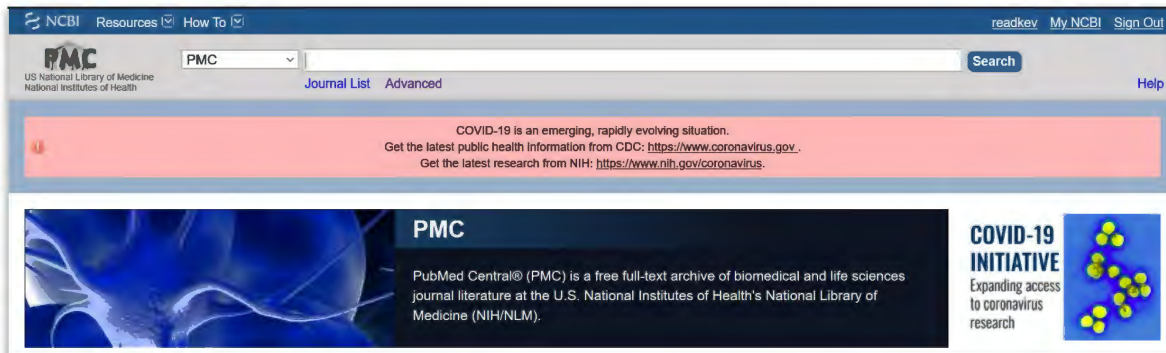 NCBI Resources How To readkev My NCBI Sign Out
PMC PMC Search
US National Library of Medicine
National Institutes of Health
Journal List Advanced Help
COVID-19 is an emerging, rapidly evolving situation.
Get the latest public health information from CDC: https://www.coronavirus.gov .
Get the latest research from NIH: https://www.nih.gov/coronavirus.
PMC
PubMed Central® (PMC) is a free full-text archive of biomedical and life sciences
journal literature at the U.S. National Institutes of Health's National Library of
Medicine (NIH/NLM).
COVID-19
INITIATIVE
Expanding access
to coronavirus
research